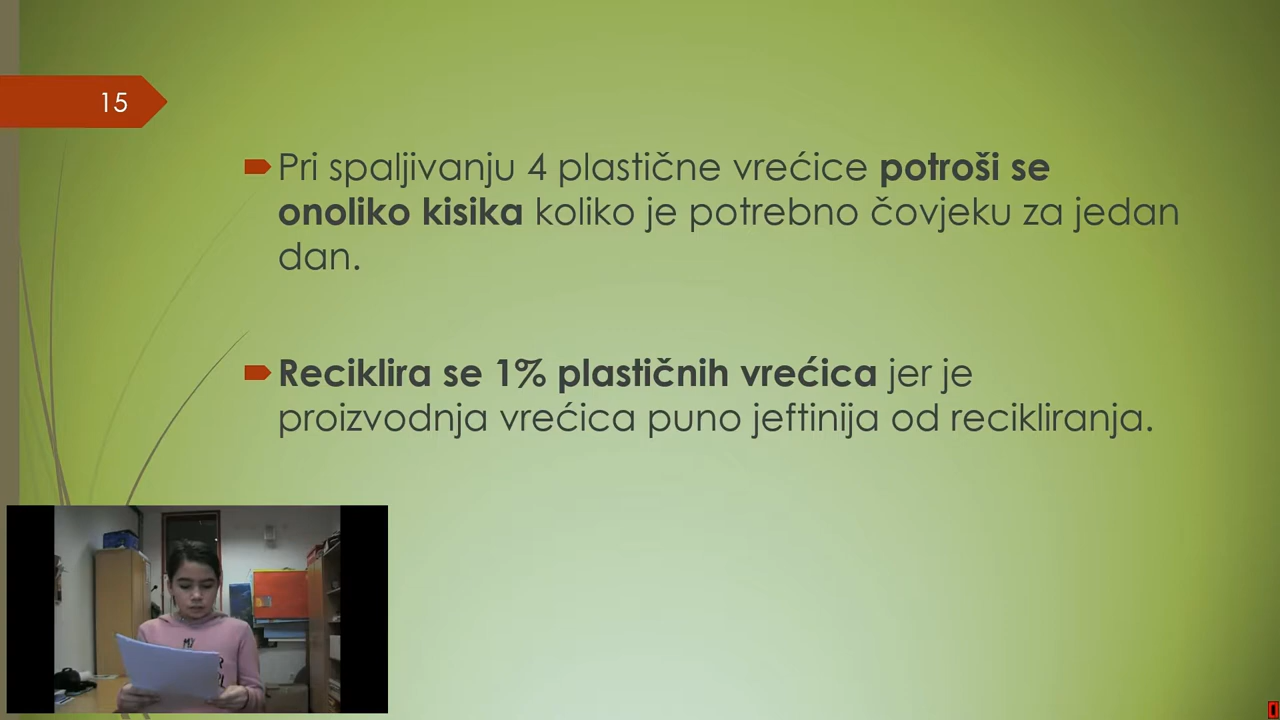 15
Pri spaljivanju 4 plastične vrećice potroši se
onoliko kisika koliko je potrebno čovjeku za jedan
dan.
Reciklira se 1% plastičnih vrećica jer je
proizvodnja vrećica puno jeftinija od recikliranja.
MY